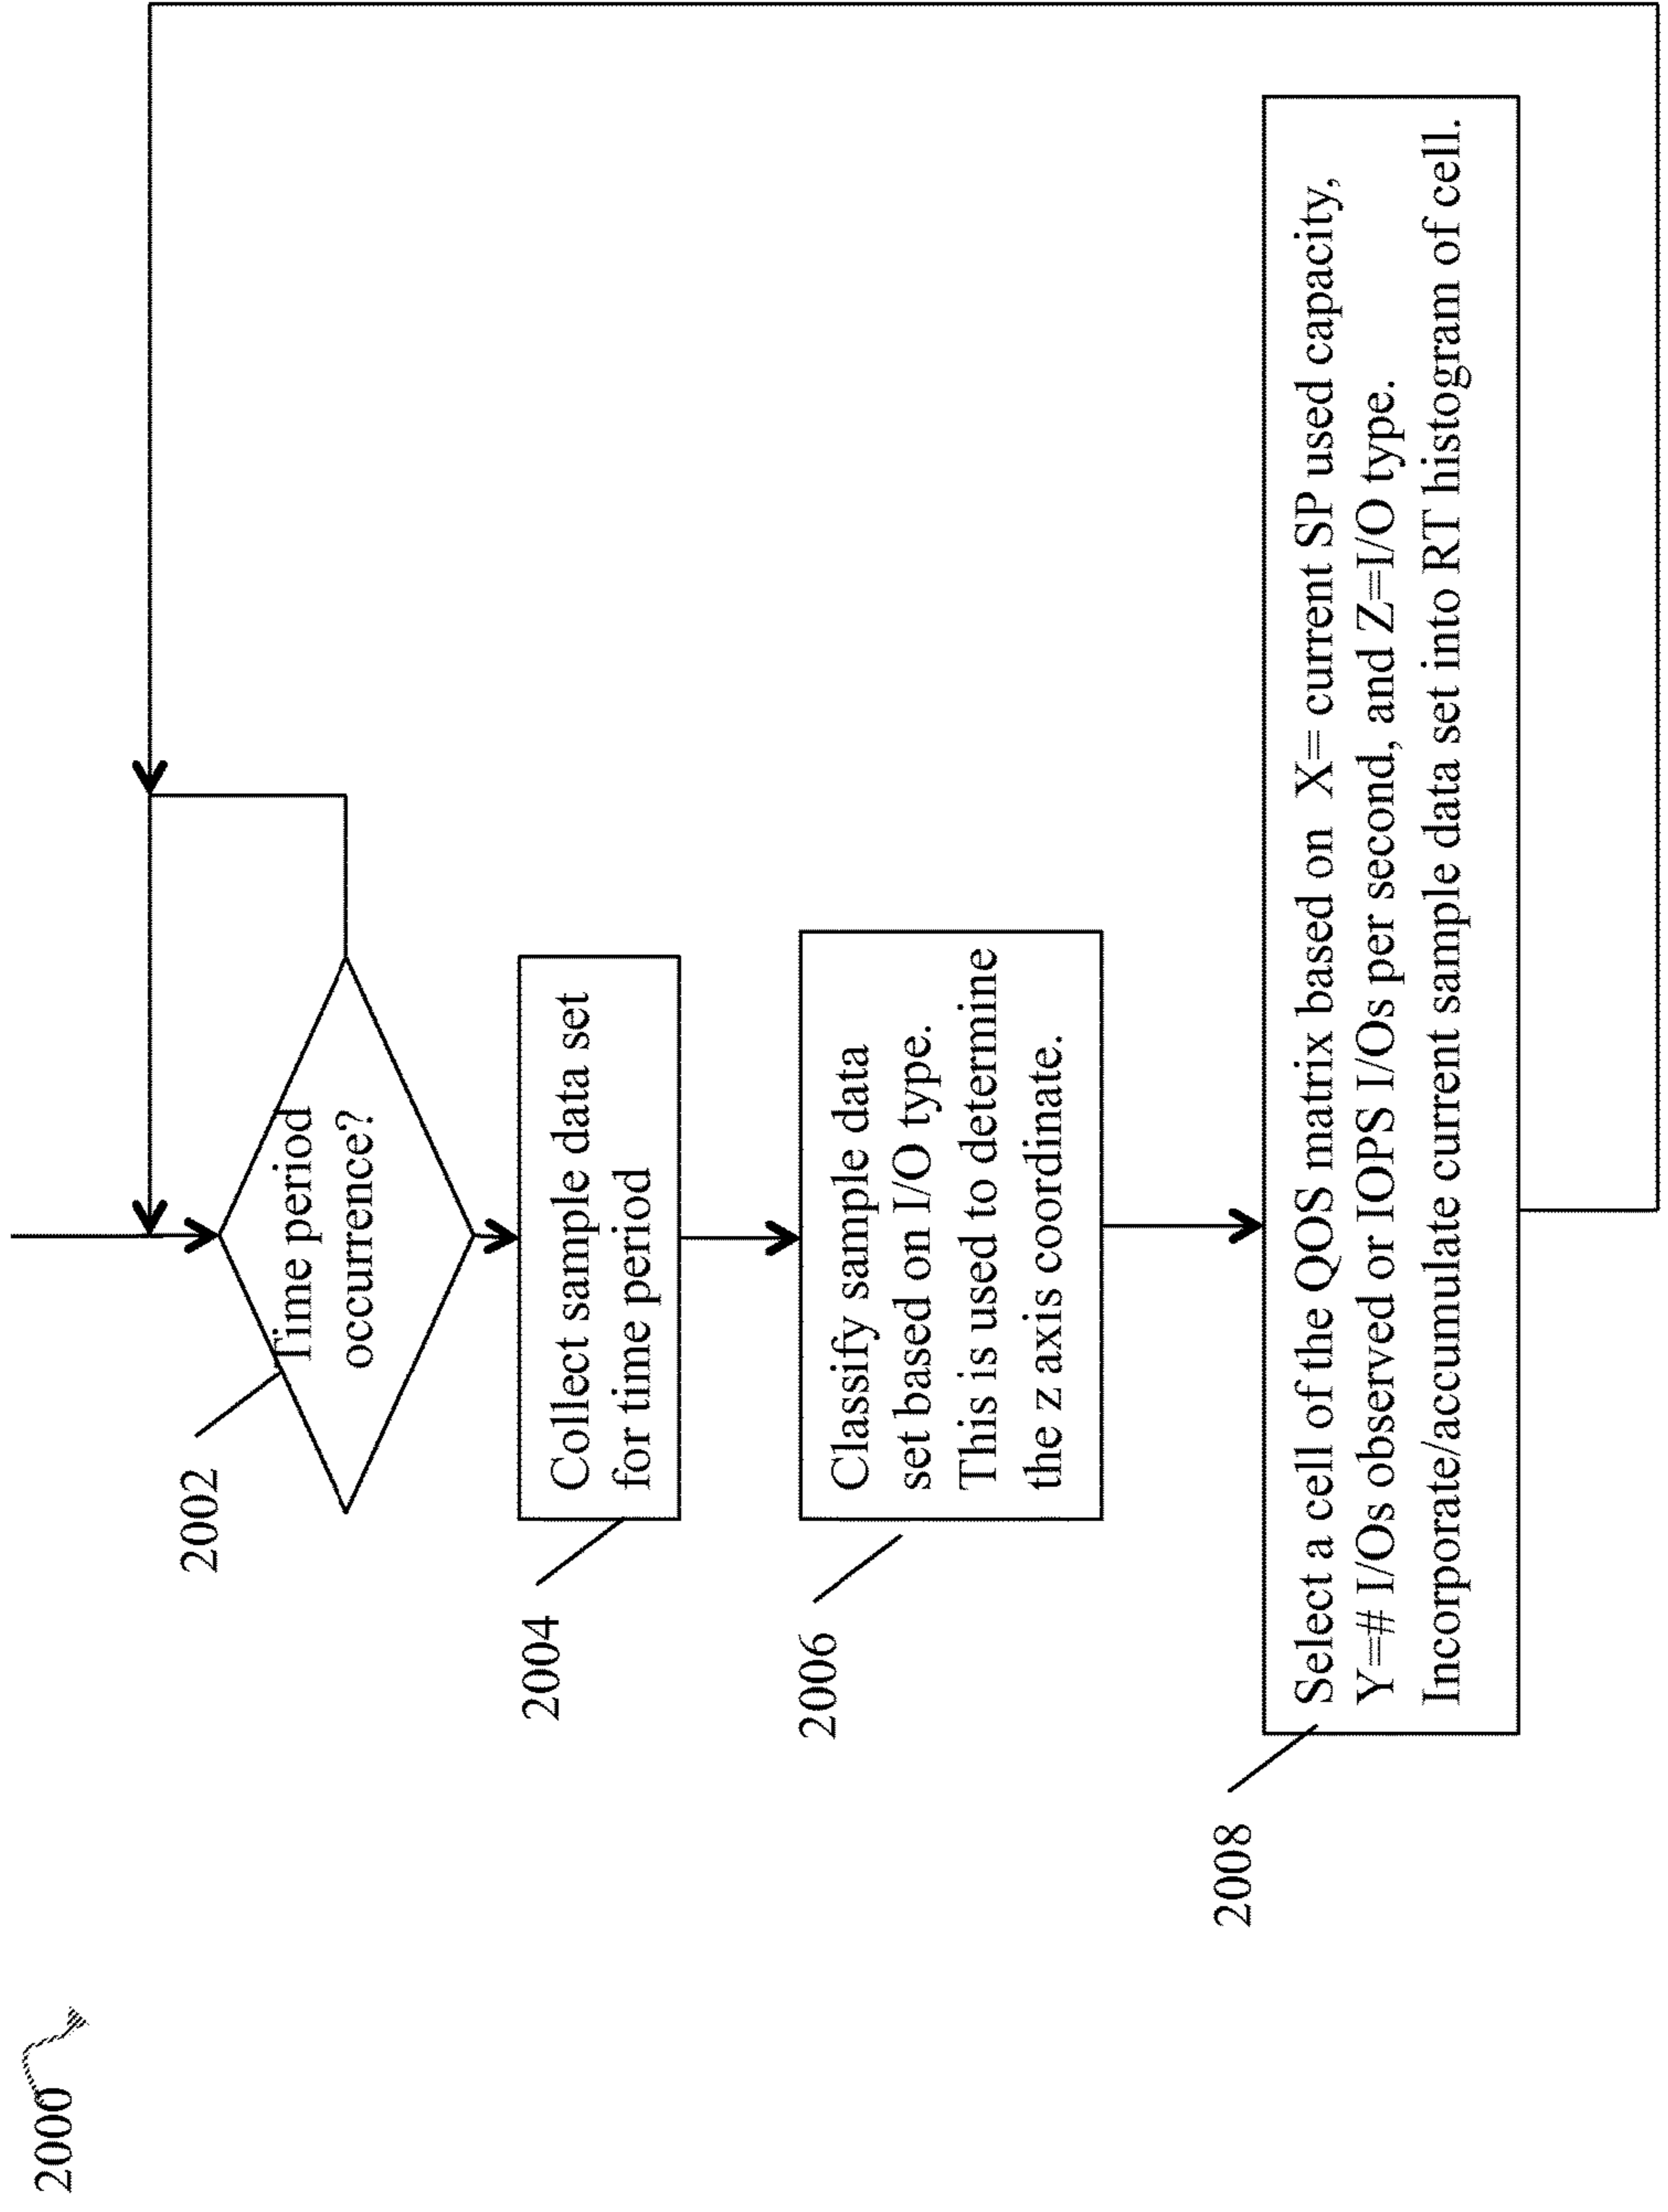 2000
2002
Time period
occurrence?
2004
Collect sample data set
for time period
2006
Classify sample data
set based on I/O type.
This is used to determine
the z axis coordinate.
2008
Select a cell of the QOS matrix based on X= current SP used capacity,
Y=# I/Os observed or IOPS I/Os per second, and Z=I/O type.
Incorporate/accumulate current sample data set into RT histogram of cell.